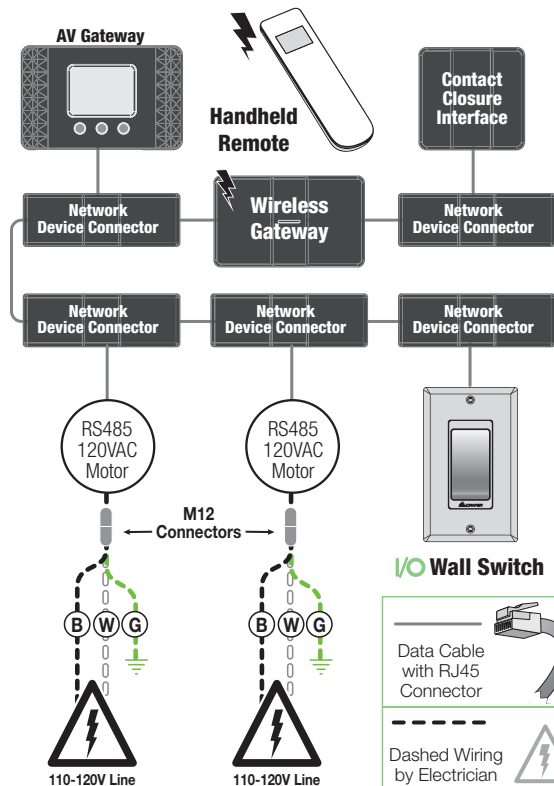 AV Gateway
Handheld
Remote
Contact
Closure
Interface
Network
Device Connector
Wireless
Gateway
Network
Device Connector
Network
Device Connector
Network
Device Connector
Network
Device Connector
RS485
120VAC
Motor
RS485
120VAC
Motor
M12
Connectors
I/O Wall Switch
B W G
B W G
Data Cable
with RJ45
Connector
Dashed Wiring
by Electrician
110-120V Line
110-120V Line